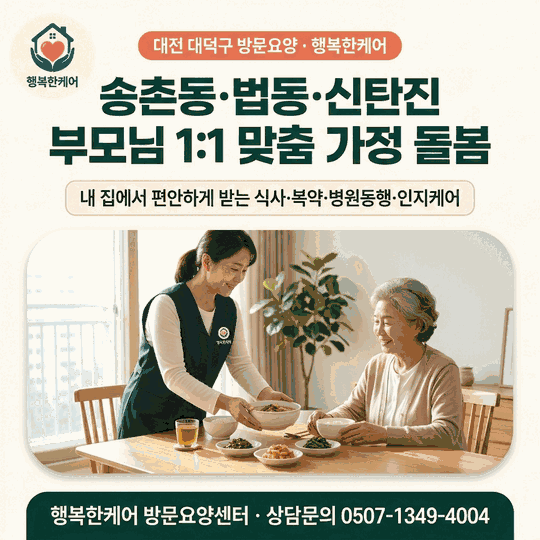 행복한케어
대전 대덕구 방문요양 · 행복한케어
송촌동·법동·신탄진
부모님 1:1 맞춤 가정 돌봄
내 집에서 편안하게 받는 식사·복약·병원동행·인지케어
행복한케어 방문요양센터 · 상담문의 0507-1349-4004